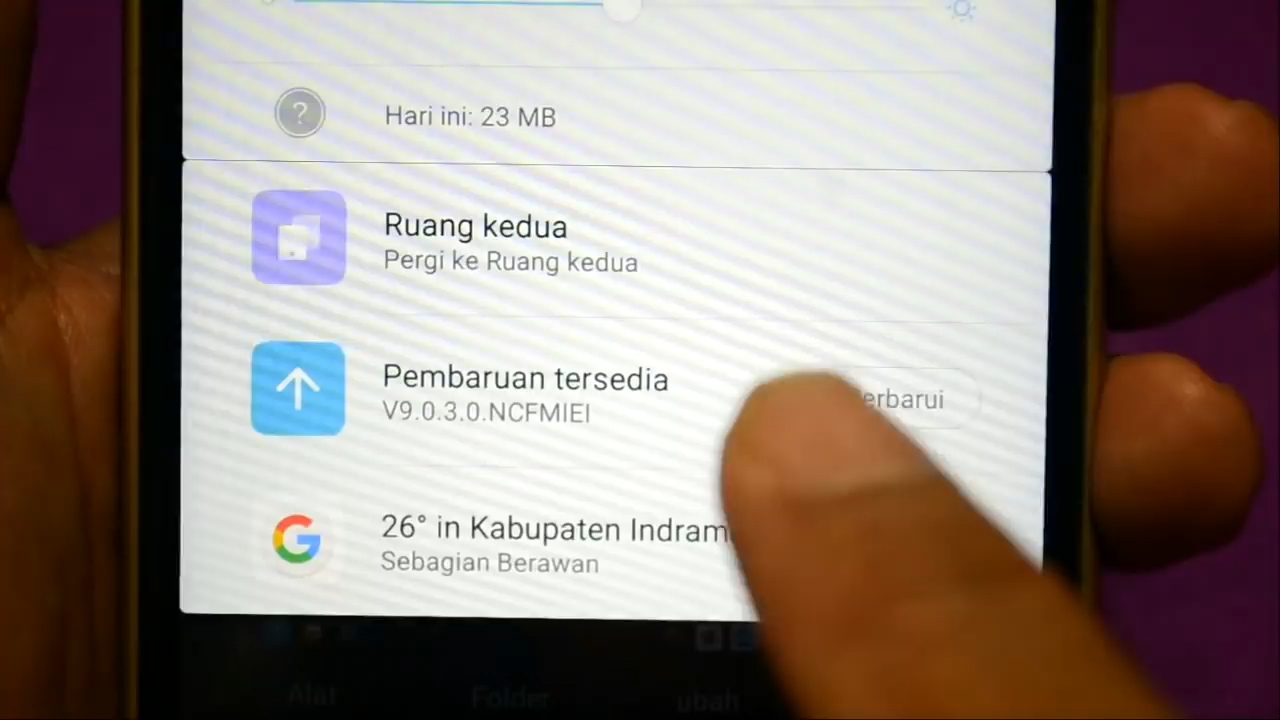 Hari ini: 23 MB
Ruang kedua
Pergi ke Ruang kedua
Pembaruan tersedia
V9.0.3.0.NCFMIEI
erbarui
26° in Kabupaten Indram
Sebagian Berawan
Alat Folder ubah